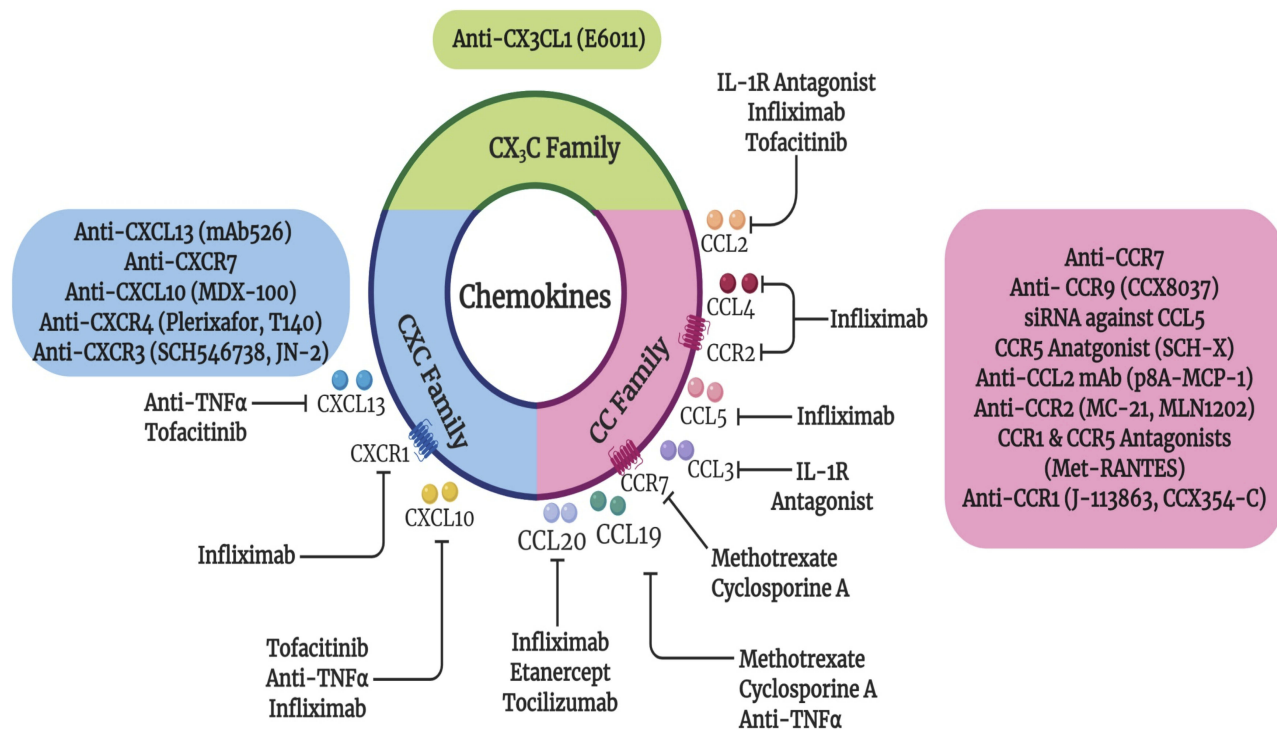 Anti-CX3CL1 (E6011)
IL-1R Antagonist
Infliximab
Tofacitinib
CX₃C Family
CCL2
Anti-CXCL13 (mAb526)
Anti-CXCR7
Anti-CXCL10 (MDX-100)
Anti-CXCR4 (Plerixafor, T140)
Anti-CXCR3 (SCH546738, JN-2)
Chemokines
CXC Family
CC Family
CCL4
CCR2
Infliximab
Anti-CCR7
Anti- CCR9 (CCX8037)
siRNA against CCL5
CCR5 Anatgonist (SCH-X)
Anti-CCL2 mAb (p8A-MCP-1)
Anti-CCR2 (MC-21, MLN1202)
CCR1 & CCR5 Antagonists
(Met-RANTES)
Anti-CCR1 (J-113863, CCX354-C)
Anti-TNFα
Tofacitinib
CXCL13
CCL5
Infliximab
CXCR1
CCR7
CCL3
IL-1R
Antagonist
CXCL10
CCL20
CCL19
Infliximab
Methotrexate
Cyclosporine A
Tofacitinib
Anti-TNFα
Infliximab
Infliximab
Etanercept
Tocilizumab
Methotrexate
Cyclosporine A
Anti-TNFα